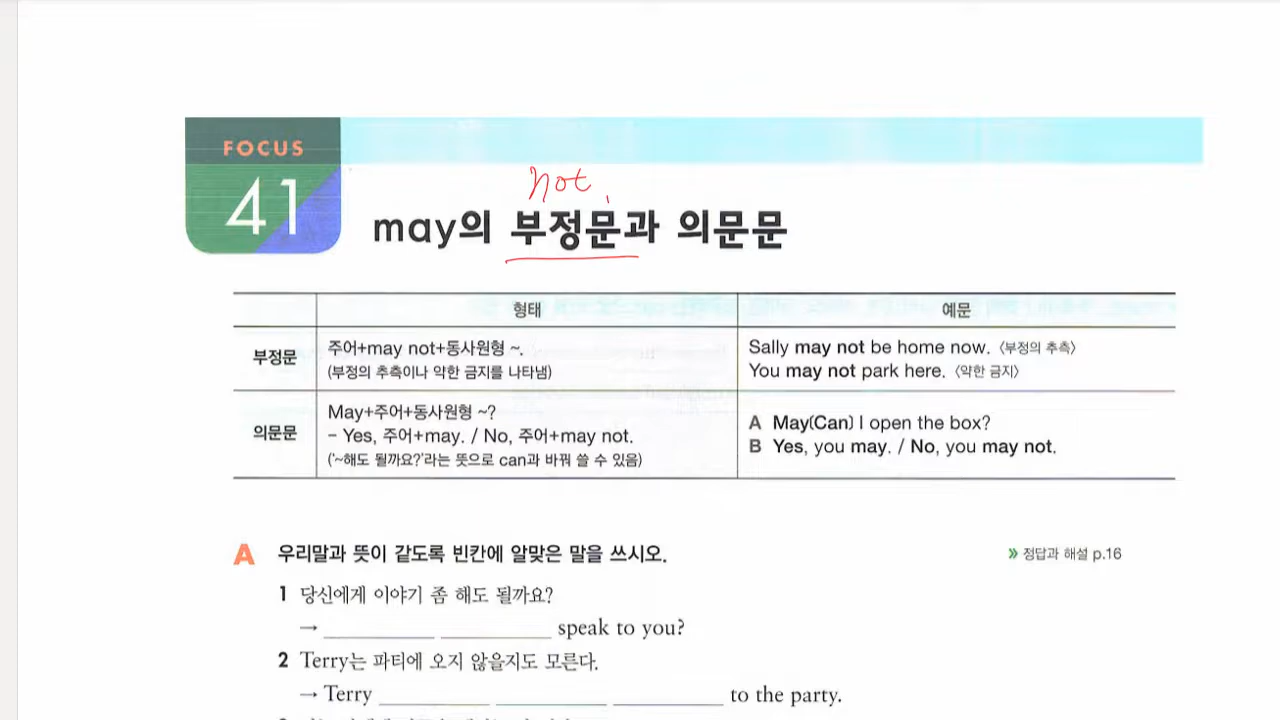 FOCUS
41
not
may의 부정문과 의문문
형태 예문
부정문
주어+may not+동사원형 ~.
(부정의 추측이나 약한 금지를 나타냄)
Sally may not be home now. 〈부정의 추측〉
You may not park here. 〈약한 금지〉
의문문
May+주어+동사원형 ~?
– Yes, 주어+may. / No, 주어+may not.
('~해도 될까요?'라는 뜻으로 can과 바꿔 쓸 수 있음)
A May(Can) I open the box?
B Yes, you may. / No, you may not.
A 우리말과 뜻이 같도록 빈칸에 알맞은 말을 쓰시오.
» 정답과 해설 p.16
1 당신에게 이야기 좀 해도 될까요?
→ ________ ________ speak to you?
2 Terry는 파티에 오지 않을지도 모른다.
→ Terry ________ ________ ________ to the party.